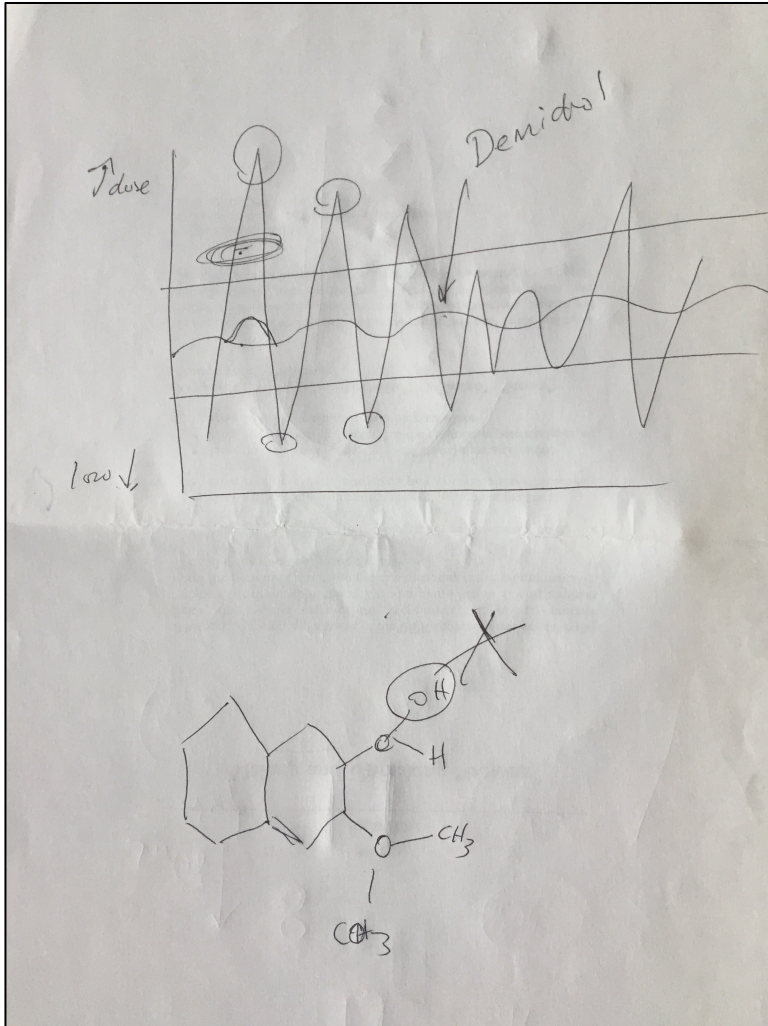 Demidrol
↑dose
low ↓
OH
C H
O CH3
CH3